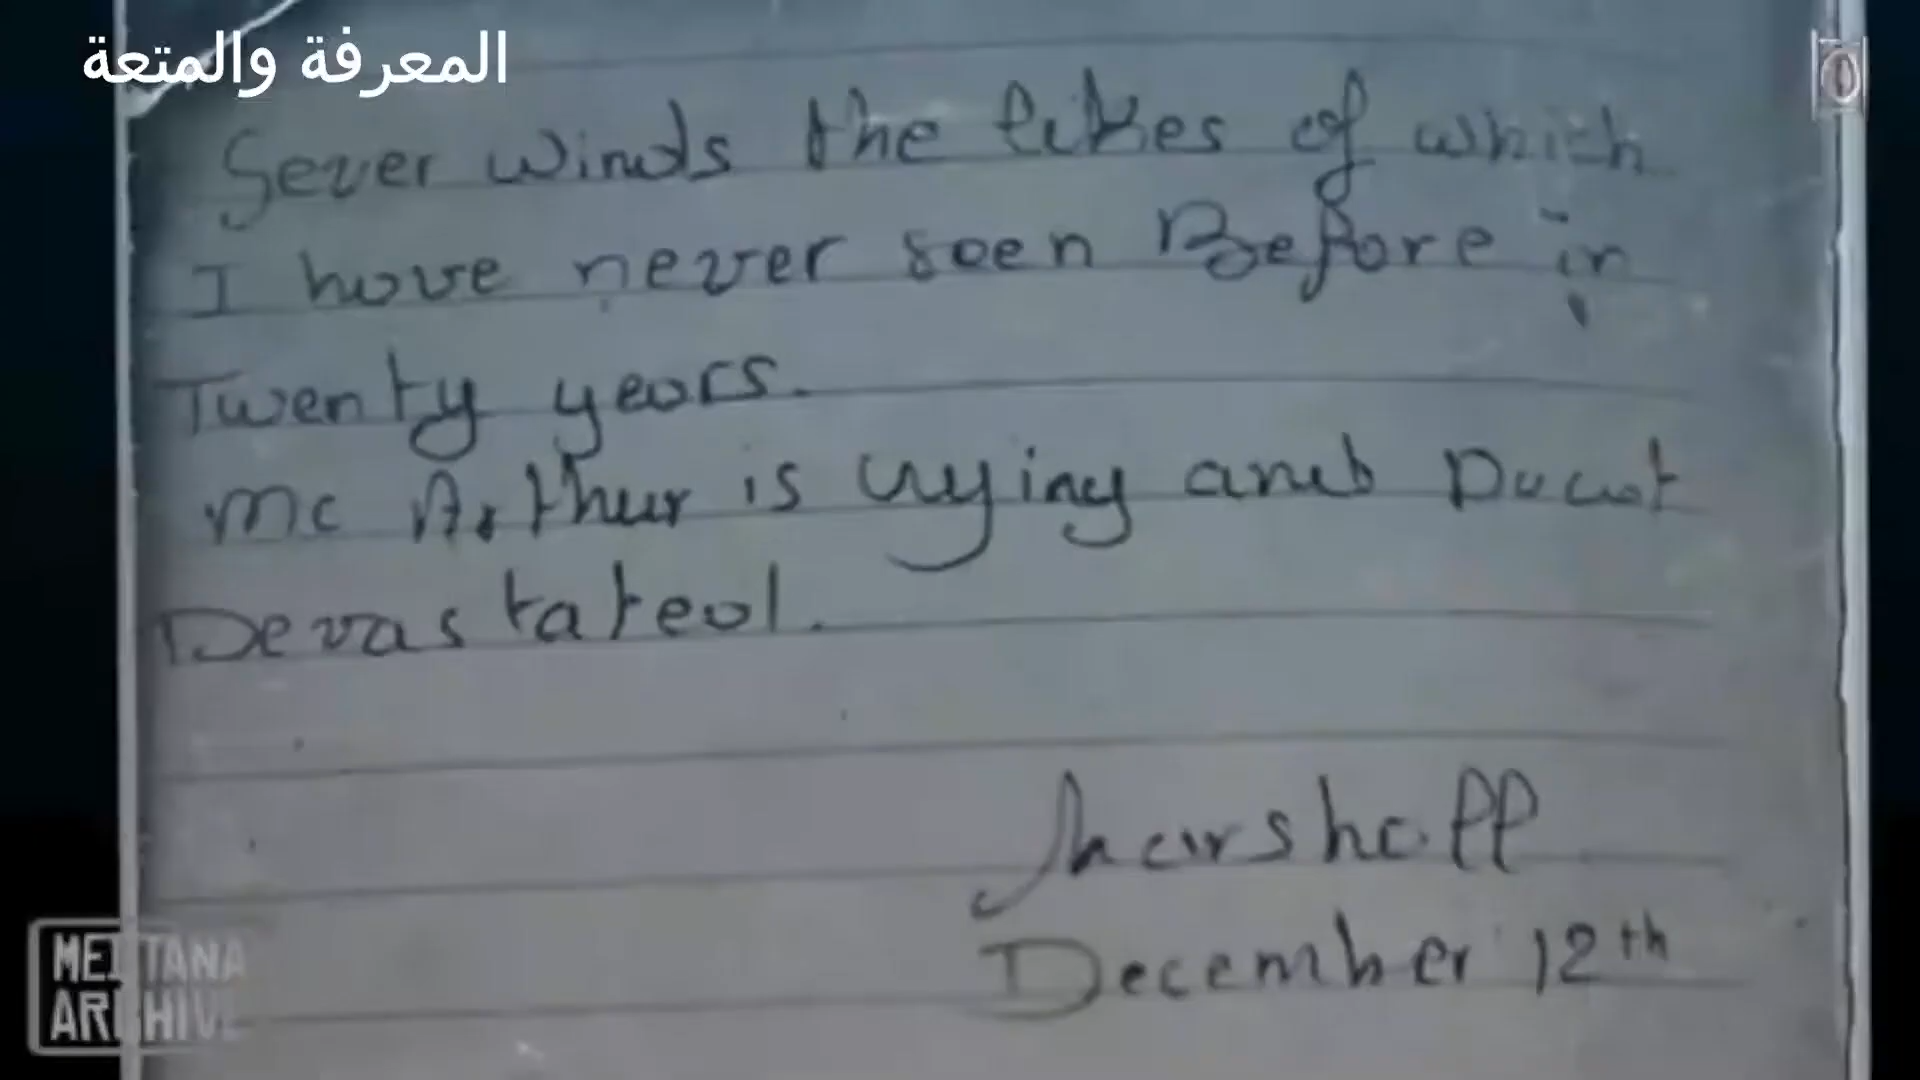 المعرفة والمتعة
Sever winds the likes of which
I have never seen Before in
Twenty years.
Mc Arthur is crying and Ducat
Devastated.
Marshall
December 12th